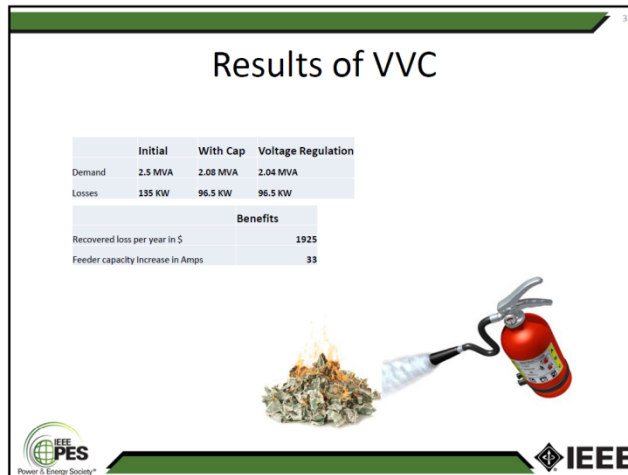 3
Results of VVC
Initial With Cap Voltage Regulation
Demand 2.5 MVA 2.08 MVA 2.04 MVA
Losses 135 KW 96.5 KW 96.5 KW
Benefits
Recovered loss per year in $ 1925
Feeder capacity Increase in Amps 33
IEEE
PES
Power & Energy Society®
IEEE